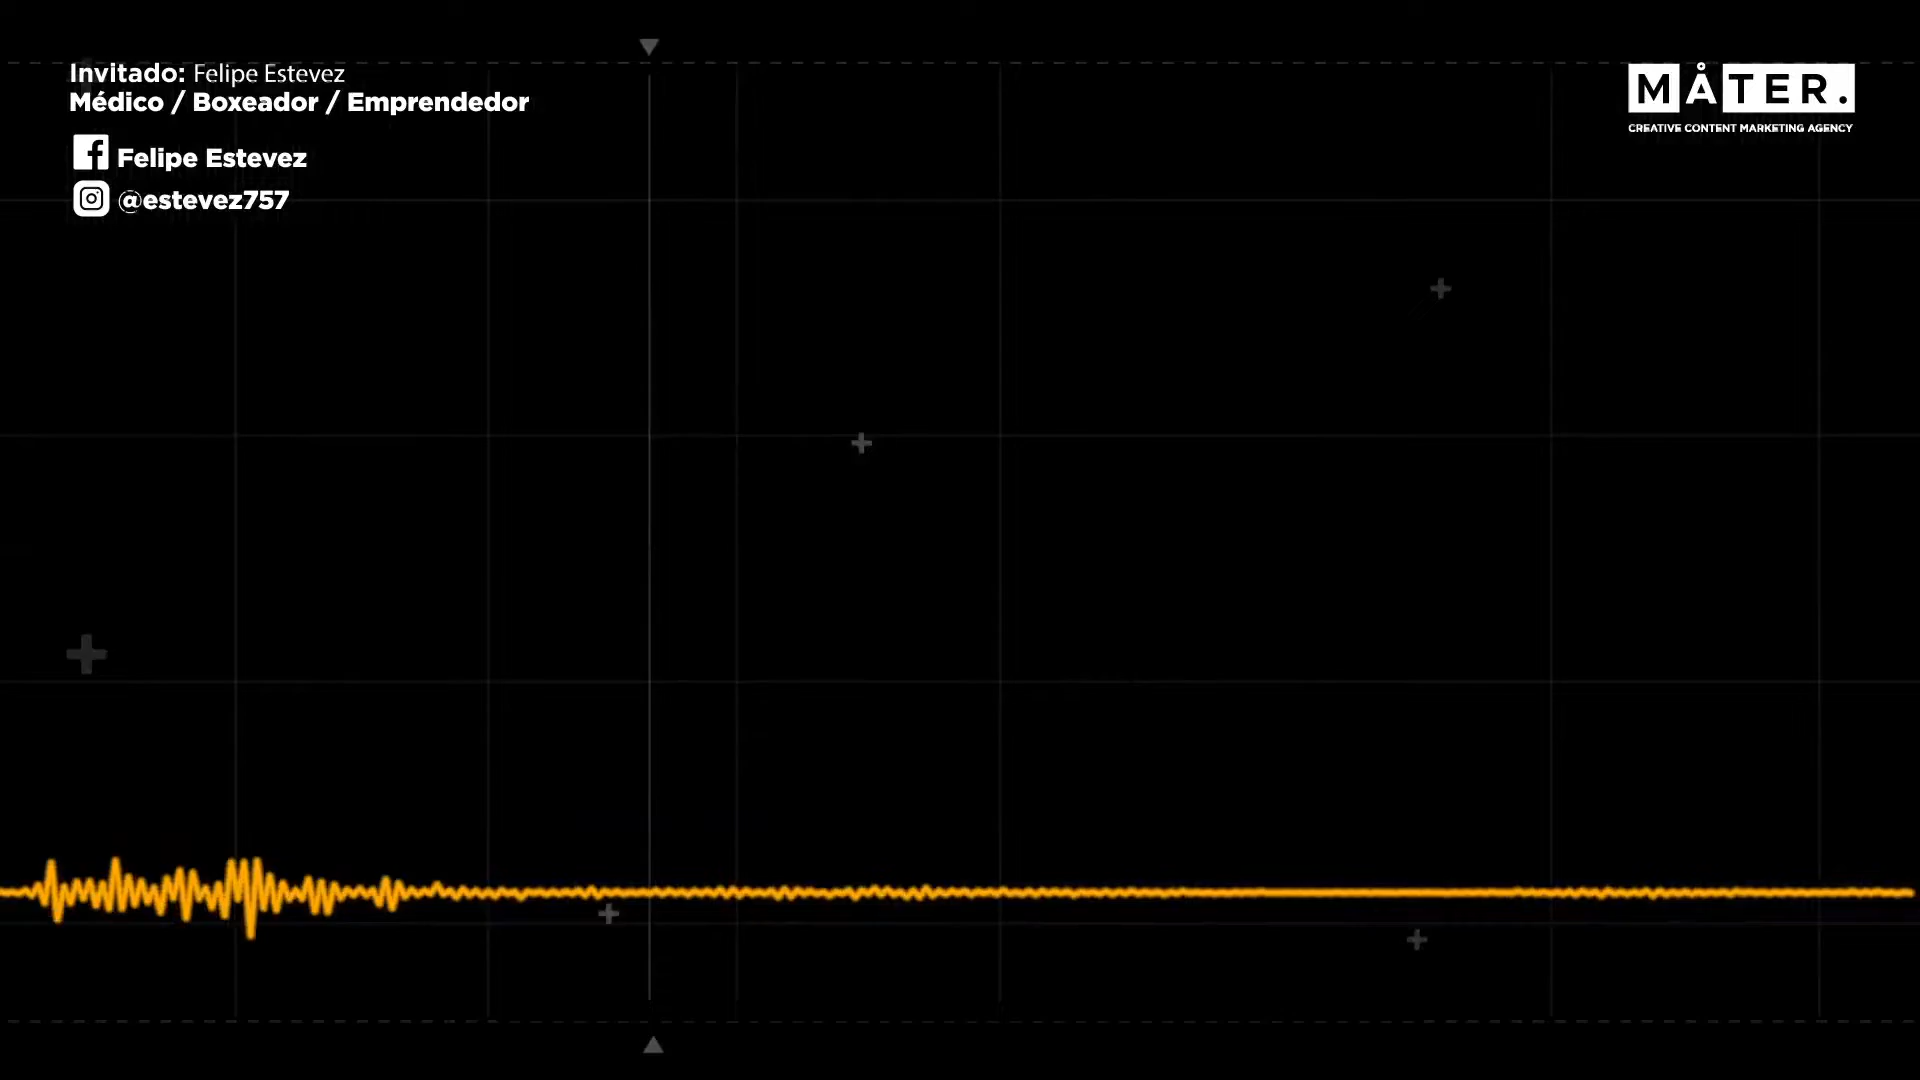 Invitado: Felipe Estevez
Médico / Boxeador / Emprendedor
Felipe Estevez
@estevez757
MÅTER.
CREATIVE CONTENT MARKETING AGENCY